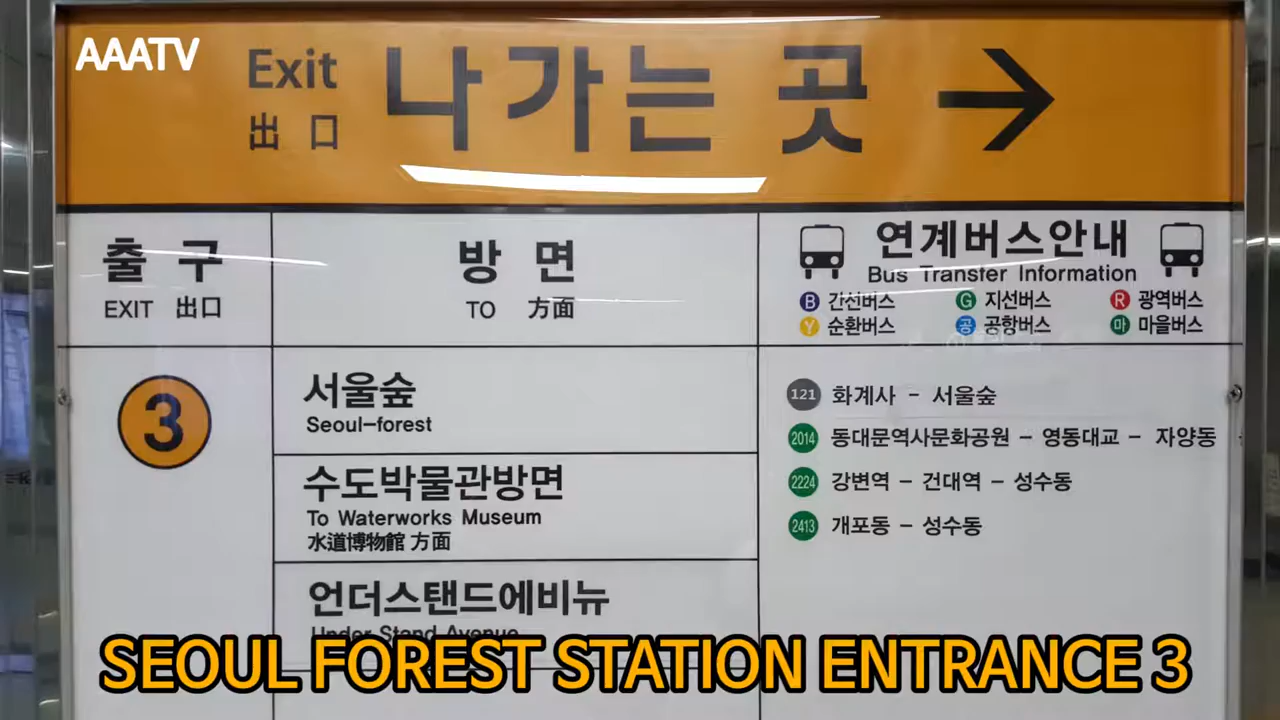 AAATV
Exit 나가는 곳 →
出 口
출 구
EXIT 出口
방 면
TO 方面
연계버스안내
Bus Transfer Information
B 간선버스 G 지선버스 R 광역버스
Y 순환버스 공 공항버스 마 마을버스
3
서울숲
Seoul-forest
수도박물관방면
To Waterworks Museum
水道博物館 方面
언더스탠드에비뉴
Under Stand Avenue
121 화계사 - 서울숲
2014 동대문역사문화공원 - 영동대교 - 자양동
2224 강변역 - 건대역 - 성수동
2413 개포동 - 성수동
SEOUL FOREST STATION ENTRANCE 3